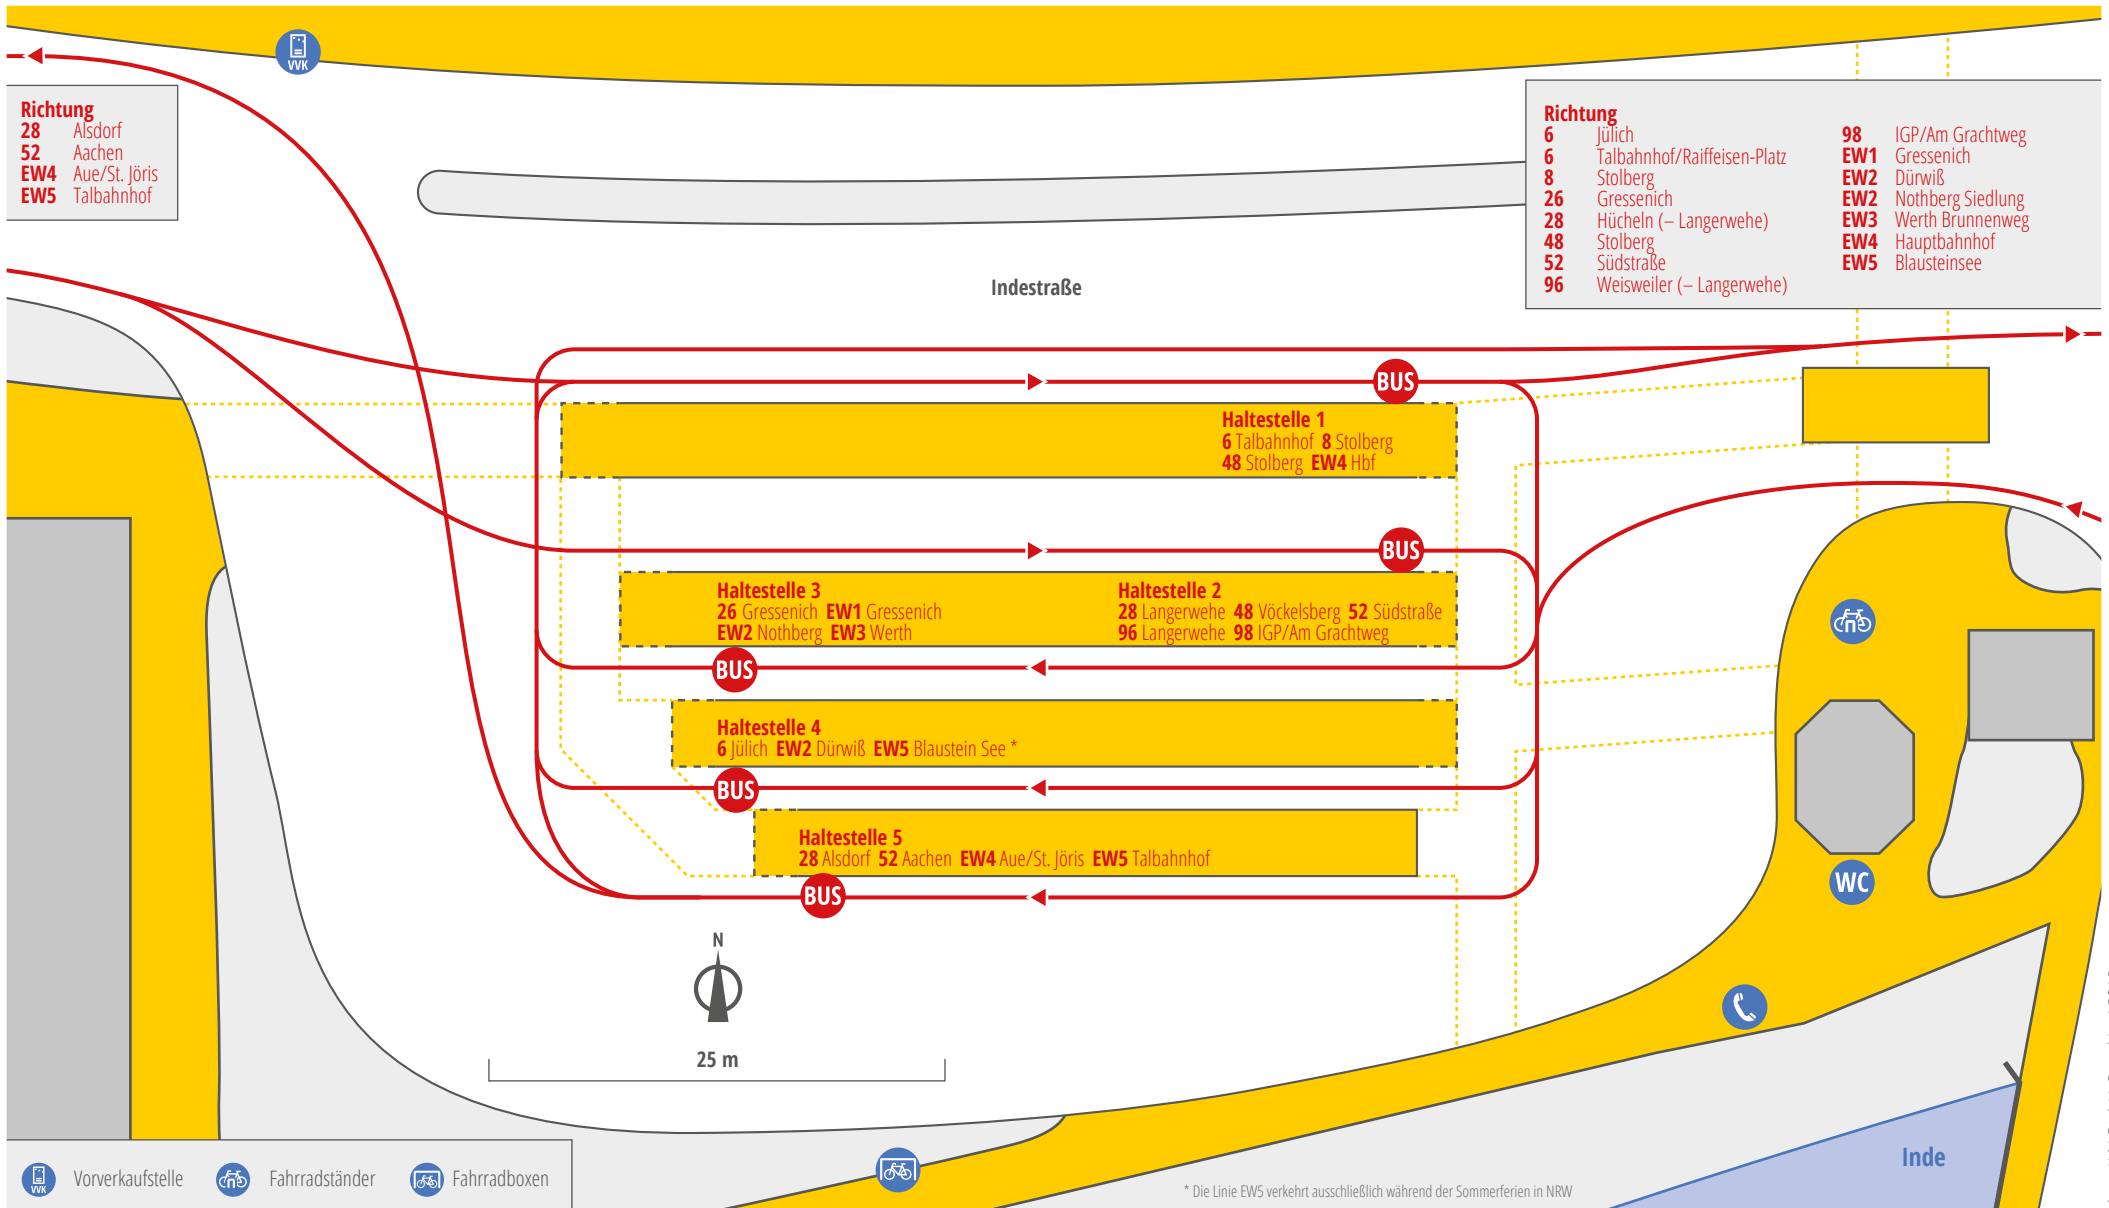 VVK
Richtung
28 Alsdorf
52 Aachen
EW4 Aue/St. Jöris
EW5 Talbahnhof
Richtung
6 Jülich
6 Talbahnhof/Raiffeisen-Platz
8 Stolberg
26 Gressenich
28 Hücheln (– Langerwehe)
48 Stolberg
52 Südstraße
96 Weisweiler (– Langerwehe)
98 IGP/Am Grachtweg
EW1 Gressenich
EW2 Dürwiß
EW2 Nothberg Siedlung
EW3 Werth Brunnenweg
EW4 Hauptbahnhof
EW5 Blausteinsee
Indestraße
BUS
Haltestelle 1
6 Talbahnhof 8 Stolberg
48 Stolberg EW4 Hbf
BUS
Haltestelle 3
26 Gressenich EW1 Gressenich
EW2 Nothberg EW3 Werth
Haltestelle 2
28 Langerwehe 48 Vöckelsberg 52 Südstraße
96 Langerwehe 98 IGP/Am Grachtweg
BUS
Haltestelle 4
6 Jülich EW2 Dürwiß EW5 Blaustein See *
BUS
Haltestelle 5
28 Alsdorf 52 Aachen EW4 Aue/St. Jöris EW5 Talbahnhof
BUS
WC
N
25 m
Inde
VVK Vorverkaufstelle
Fahrradständer
Fahrradboxen
* Die Linie EW5 verkehrt ausschließlich während der Sommerferien in NRW